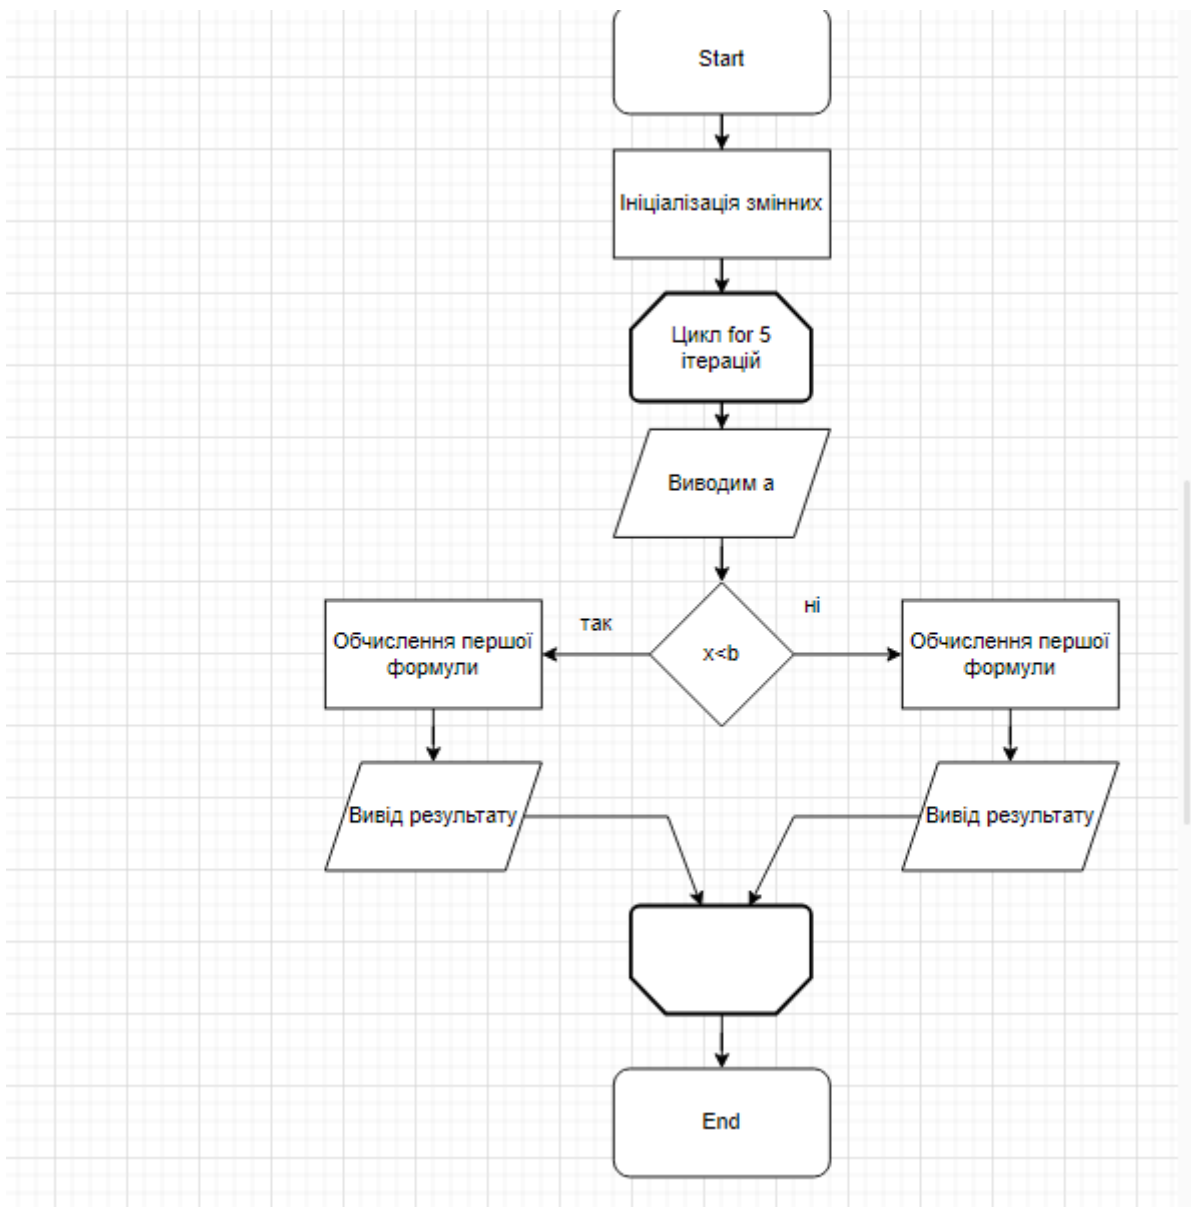 Start
Ініціалізація змінних
Цикл for 5
ітерацій
Виводим а
так
ні
x<b
Обчислення першої
формули
Обчислення першої
формули
Вивід результату
Вивід результату
End